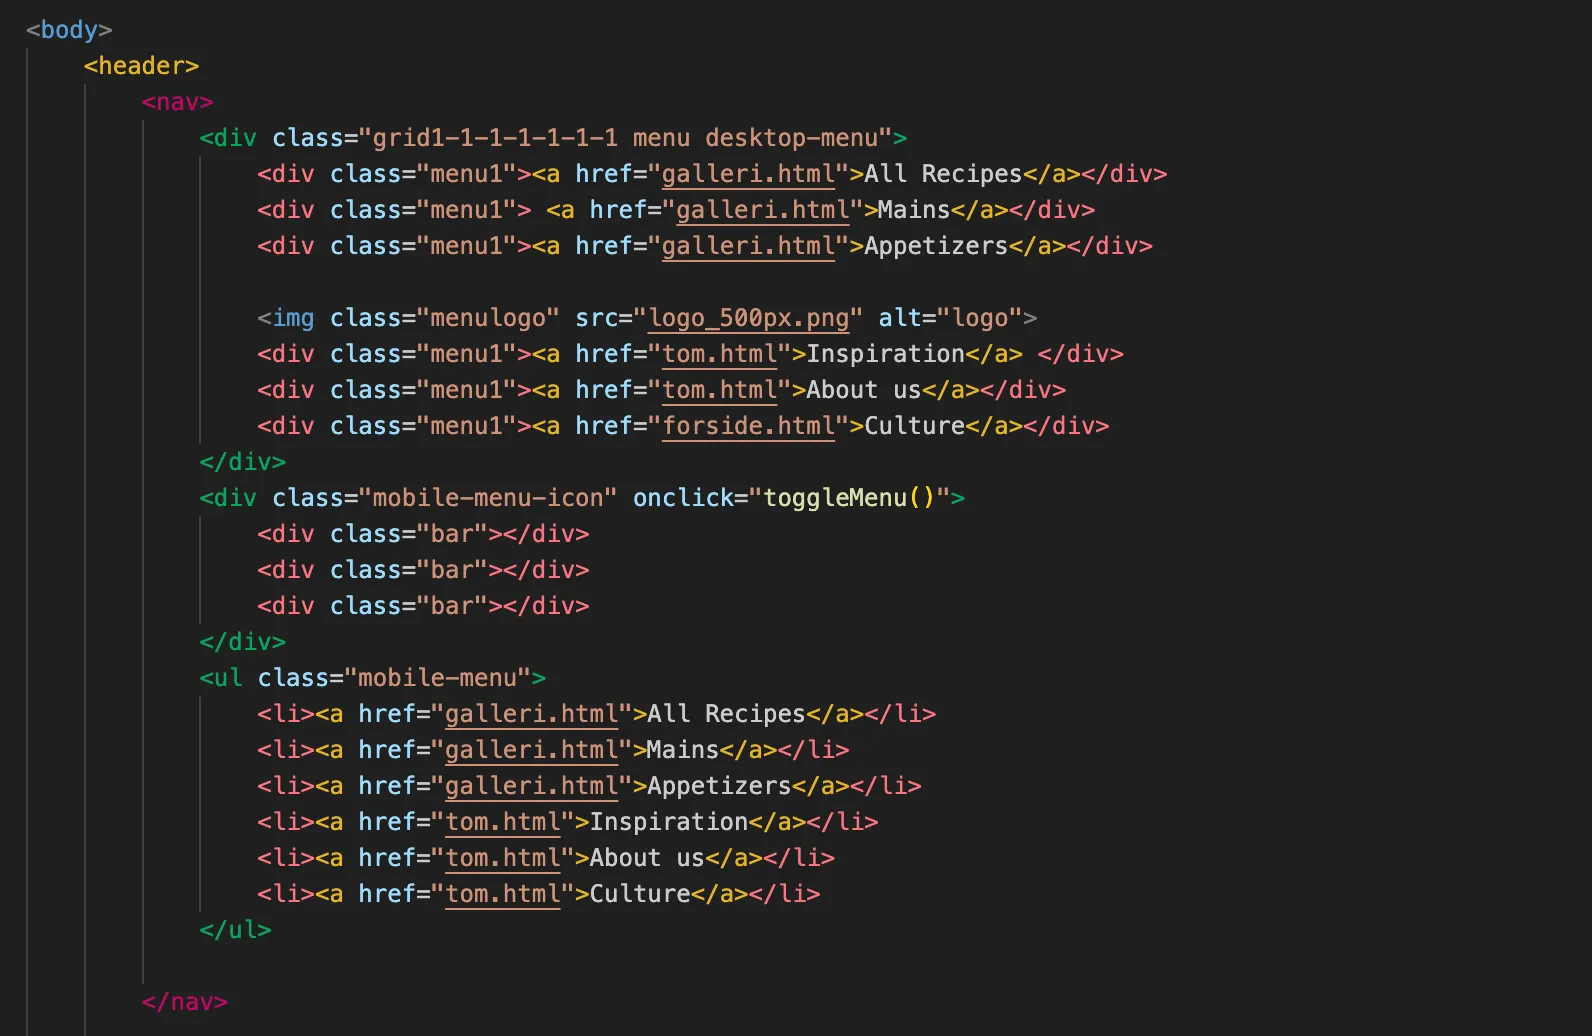 <body>
<header>
<nav>
<div class="grid1-1-1-1-1-1-1 menu desktop-menu">
<div class="menu1"><a href="galleri.html">All Recipes</a></div>
<div class="menu1"> <a href="galleri.html">Mains</a></div>
<div class="menu1"><a href="galleri.html">Appetizers</a></div>
<img class="menulogo" src="logo_500px.png" alt="logo">
<div class="menu1"><a href="tom.html">Inspiration</a> </div>
<div class="menu1"><a href="tom.html">About us</a></div>
<div class="menu1"><a href="forside.html">Culture</a></div>
</div>
<div class="mobile-menu-icon" onclick="toggleMenu()">
<div class="bar"></div>
<div class="bar"></div>
<div class="bar"></div>
</div>
<ul class="mobile-menu">
<li><a href="galleri.html">All Recipes</a></li>
<li><a href="galleri.html">Mains</a></li>
<li><a href="galleri.html">Appetizers</a></li>
<li><a href="tom.html">Inspiration</a></li>
<li><a href="tom.html">About us</a></li>
<li><a href="tom.html">Culture</a></li>
</ul>
</nav>